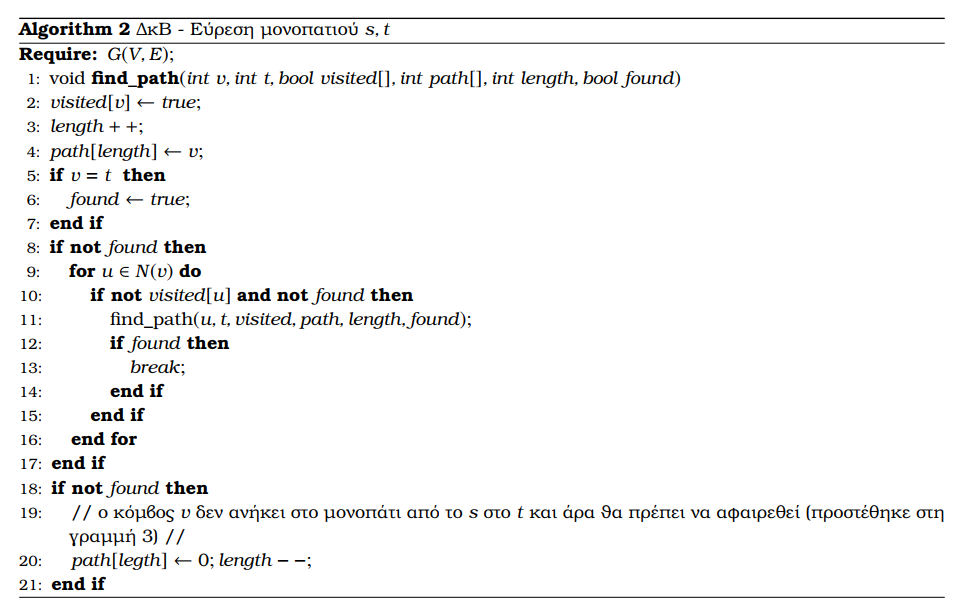 Algorithm 2 ΔκΒ - Εύρεση μονοπατιού s, t
Require: G(V, E);
1: void find_path(int v, int t, bool visited[], int path[], int length, bool found)
2: visited[v] ← true;
3: length + +;
4: path[length] ← v;
5: if v = t then
6: found ← true;
7: end if
8: if not found then
9: for u ∈ N(v) do
10: if not visited[u] and not found then
11: find_path(u, t, visited, path, length, found);
12: if found then
13: break;
14: end if
15: end if
16: end for
17: end if
18: if not found then
19: // ο κόμβος v δεν ανήκει στο μονοπάτι από το s στο t και άρα θα πρέπει να αφαιρεθεί (προστέθηκε στη
γραμμή 3) //
20: path[legth] ← 0; length − −;
21: end if